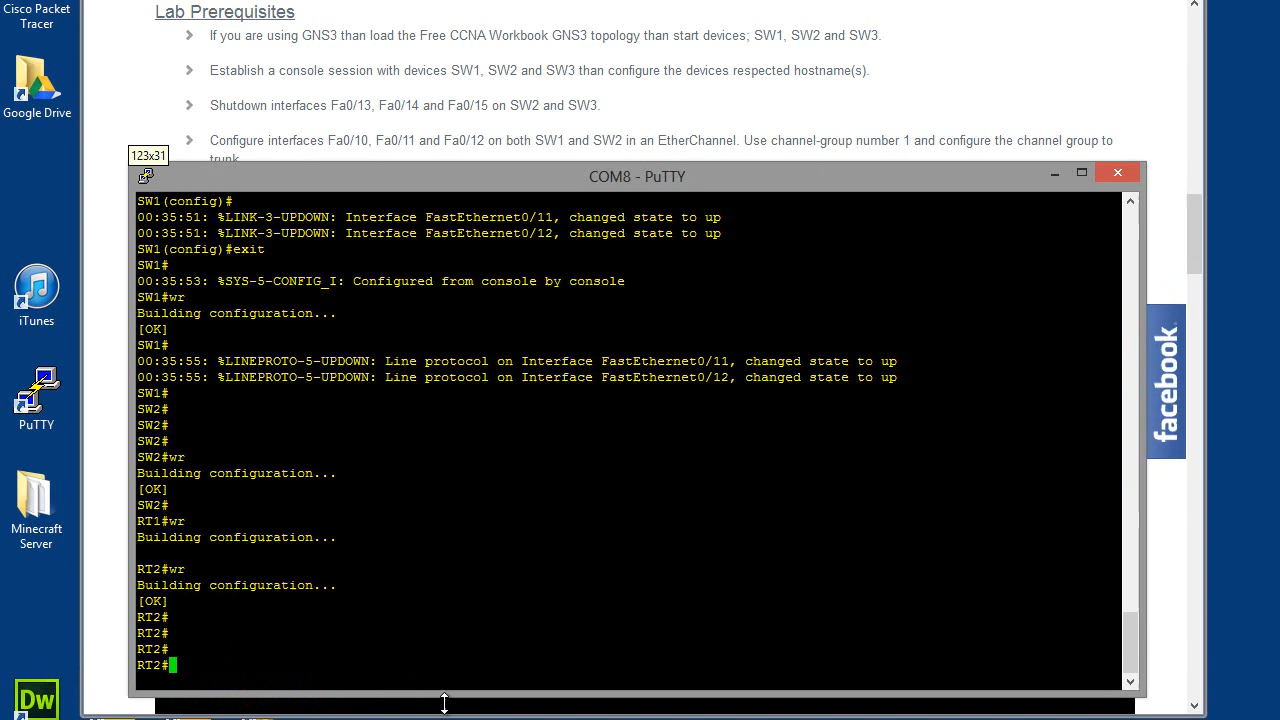 Cisco Packet
Tracer
Google Drive
iTunes
PuTTY
Minecraft
Server
Dw
Lab Prerequisites
If you are using GNS3 than load the Free CCNA Workbook GNS3 topology than start devices; SW1, SW2 and SW3.
Establish a console session with devices SW1, SW2 and SW3 than configure the devices respected hostname(s).
Shutdown interfaces Fa0/13, Fa0/14 and Fa0/15 on SW2 and SW3.
Configure interfaces Fa0/10, Fa0/11 and Fa0/12 on both SW1 and SW2 in an EtherChannel. Use channel-group number 1 and configure the channel group to
trunk.
123x31
COM8 - PuTTY
SW1(config)#
00:35:51: %LINK-3-UPDOWN: Interface FastEthernet0/11, changed state to up
00:35:51: %LINK-3-UPDOWN: Interface FastEthernet0/12, changed state to up
SW1(config)#exit
SW1#
00:35:53: %SYS-5-CONFIG_I: Configured from console by console
SW1#wr
Building configuration...
[OK]
SW1#
00:35:55: %LINEPROTO-5-UPDOWN: Line protocol on Interface FastEthernet0/11, changed state to up
00:35:55: %LINEPROTO-5-UPDOWN: Line protocol on Interface FastEthernet0/12, changed state to up
SW1#
SW2#
SW2#
SW2#
SW2#wr
Building configuration...
[OK]
SW2#
RT1#wr
Building configuration...
RT2#wr
Building configuration...
[OK]
RT2#
RT2#
RT2#
RT2#
facebook